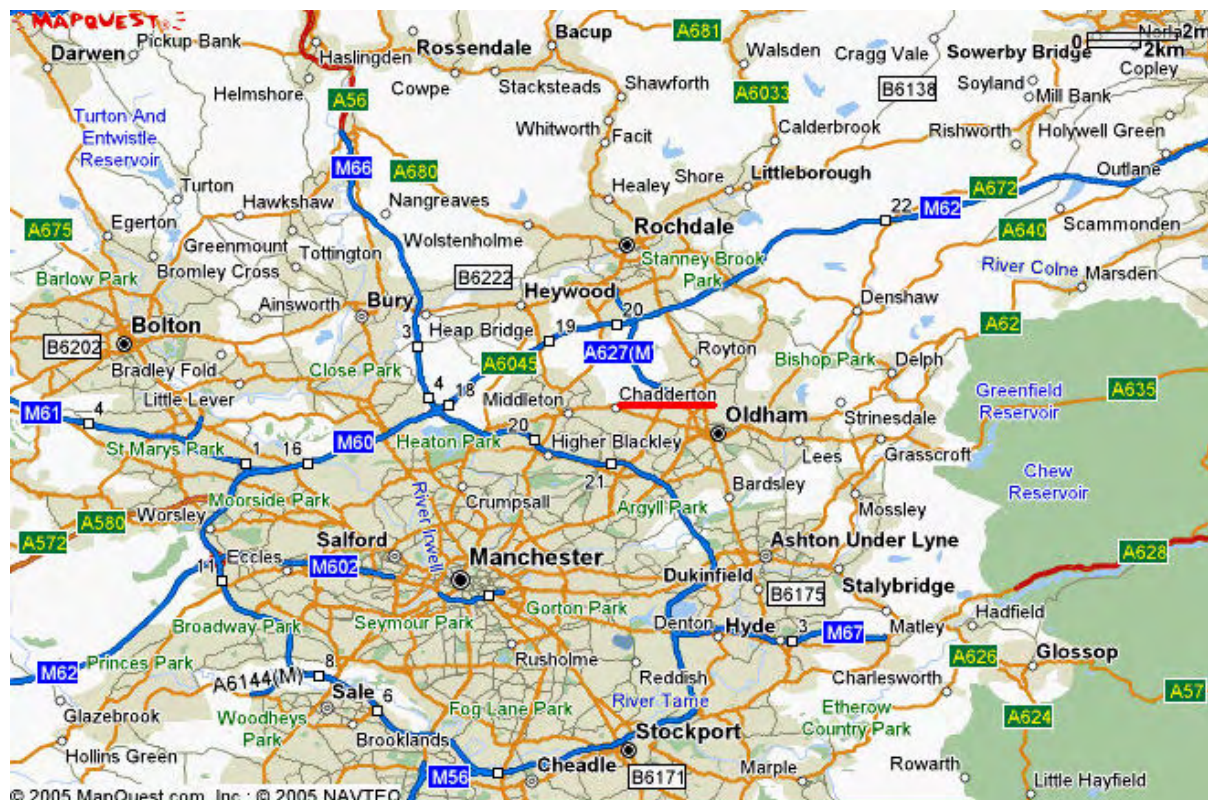 MAPQUEST
Darwen
Pickup Bank
Haslingden
Rossendale
Bacup
A681
Walsden
Cragg Vale
Sowerby Bridge
0
2m
2km
Copley
Helmshore
A56
Cowpe
Stacksteads
Shawforth
A6033
B6138
Soyland
Mill Bank
Turton And
Entwistle
Reservoir
Whitworth
Facit
Calderbrook
Rishworth
Holywell Green
M66
A680
Turton
Hawkshaw
Nangreaves
Healey
Shore
Littleborough
A672
Outlane
22
M62
A675
Egerton
Greenmount
Tottington
Wolstenholme
Rochdale
A640
Scammonden
Stanney Brook
Park
Barlow Park
Bromley Cross
B6222
River Colne
Marsden
Ainsworth
Bury
Heywood
Denshaw
Bolton
3
Heap Bridge
19
20
A62
B6202
A6045
A627(M)
Royton
Bishop Park
Delph
Bradley Fold
Close Park
Little Lever
4
18
Middleton
Chadderton
Greenfield
Reservoir
A635
M61
4
Oldham
Strinesdale
St Marys Park
1
16
M60
Heaton Park
20
Higher Blackley
Lees
Grasscroft
21
Chew
Reservoir
Moorside Park
River Irwell
Crumpsall
Argyll Park
Bardsley
Mossley
A580
Worsley
A572
Eccles
Salford
M602
Manchester
Ashton Under Lyne
A628
11
Dukinfield
B6175
Stalybridge
Gorton Park
Broadway Park
Seymour Park
Denton
Hyde
3
M67
Matley
Hadfield
M62
Princes Park
Rusholme
A626
Glossop
A6144(M)
8
Sale
6
Reddish
Charlesworth
A57
Glazebrook
Woodheys
Park
Fog Lane Park
River Tame
Etherow
Country Park
A624
Hollins Green
Brooklands
Stockport
M56
Cheadle
B6171
Marple
Rowarth
Little Hayfield
© 2005 MapQuest.com, Inc.; © 2005 NAVTEQ